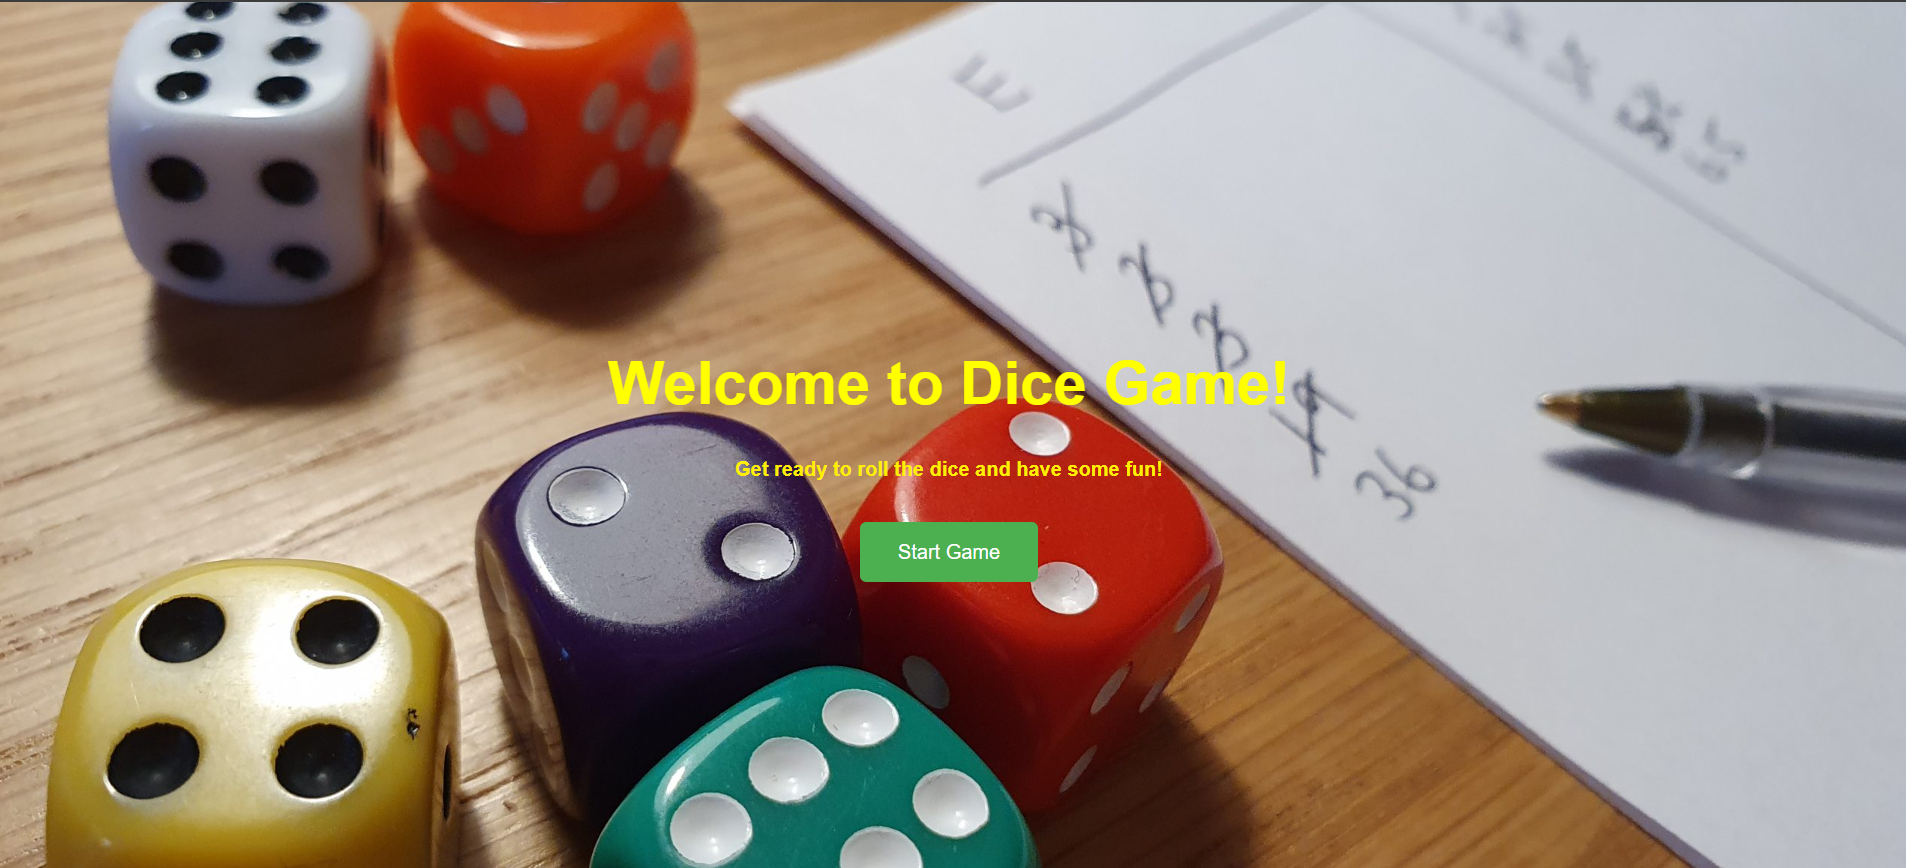 E
Welcome to Dice Game!
36
Get ready to roll the dice and have some fun!
Start Game